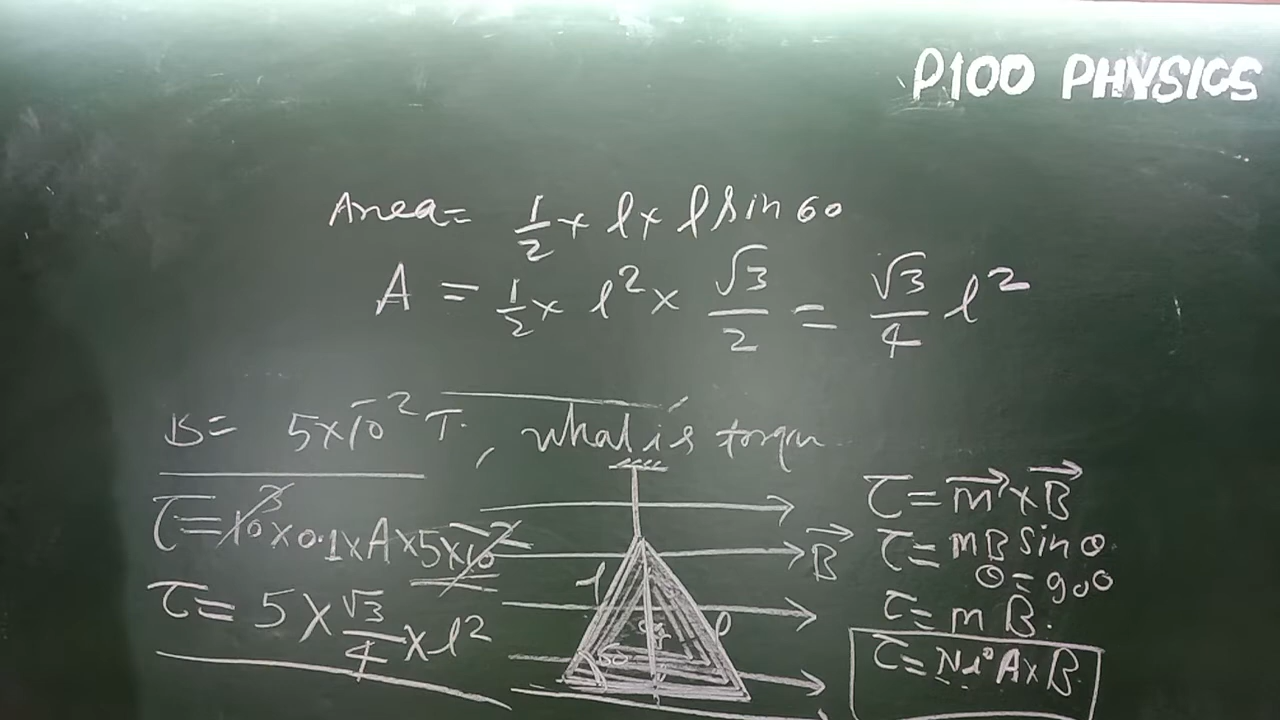 P100 PHYSICS
Area = 1/2 × l × l sin 60
A = 1/2 × l² × √3/2 = √3/4 l²
B = 5×10⁻² T. , what is torque
τ = 10³ × 0.1 × A × 5×10⁻²
τ = 5 × √3/4 × l²
l
l
60
B⃗
τ = m⃗ × B⃗
τ = mB sin θ
θ = 90°
τ = mB.
τ = NiA×B